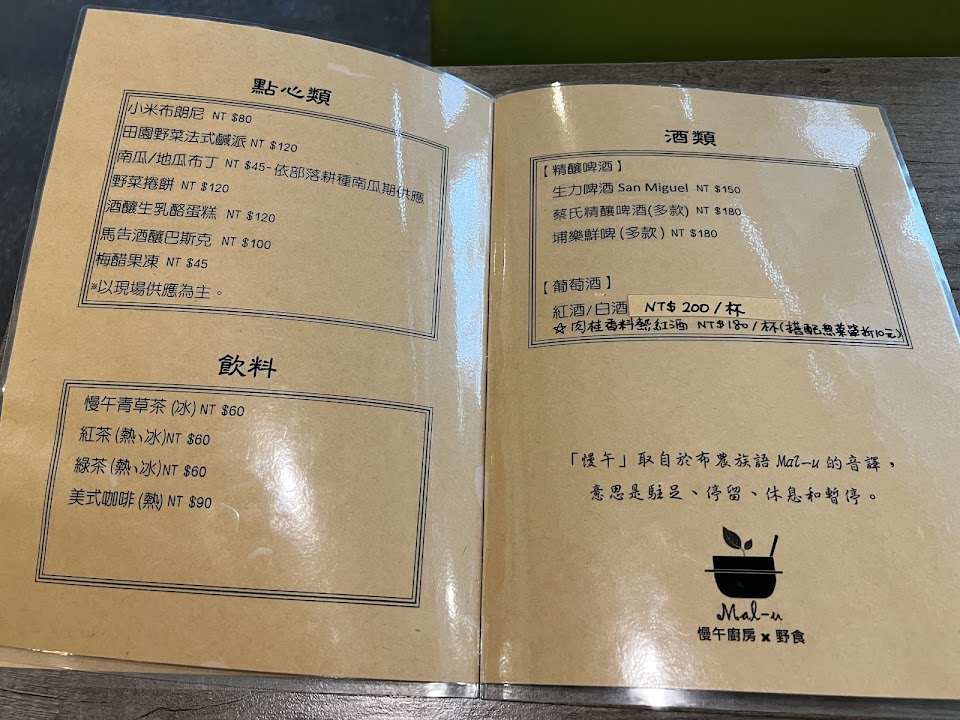 點心類
小米布朗尼 NT $80
田園野菜法式鹹派 NT $120
南瓜/地瓜布丁 NT $45-依部落耕種南瓜期供應
野菜捲餅 NT $120
酒釀生乳酪蛋糕 NT $120
馬告酒釀巴斯克 NT $100
梅醋果凍 NT $45
※以現場供應為主。
飲料
慢午青草茶 (冰) NT $60
紅茶 (熱、冰)NT $60
綠茶 (熱、冰)NT $60
美式咖啡 (熱) NT $90
酒類
【精釀啤酒】
生力啤酒 San Miguel NT $150
蔡氏精釀啤酒(多款) NT $180
埔樂鮮啤 (多款 ) NT $180
【葡萄酒】
紅酒/白酒 NT$ 200 / 杯
☆ 肉桂香料熱紅酒 NT$180 / 杯(搭配無菜單折10元)
「慢午」取自於布農族語 Mal-u 的音譯，
意思是駐足、停留、休息和暫停。
Mal-u
慢午廚房 x 野食